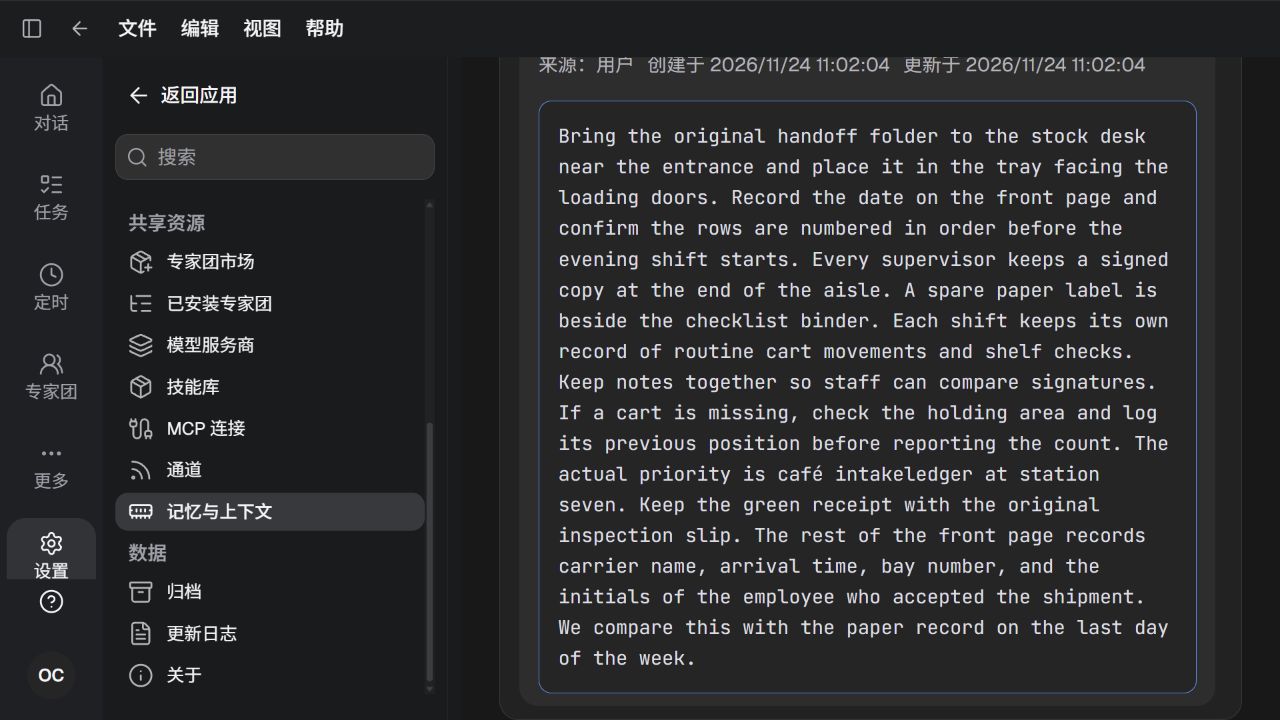 文件 编辑 视图 帮助
对话
任务
定时
专家团
更多
设置
OC
返回应用
搜索
共享资源
专家团市场
已安装专家团
模型服务商
技能库
MCP 连接
通道
记忆与上下文
数据
归档
更新日志
关于
来源：用户 创建于 2026/11/24 11:02:04 更新于 2026/11/24 11:02:04
Bring the original handoff folder to the stock desk
near the entrance and place it in the tray facing the
loading doors. Record the date on the front page and
confirm the rows are numbered in order before the
evening shift starts. Every supervisor keeps a signed
copy at the end of the aisle. A spare paper label is
beside the checklist binder. Each shift keeps its own
record of routine cart movements and shelf checks.
Keep notes together so staff can compare signatures.
If a cart is missing, check the holding area and log
its previous position before reporting the count. The
actual priority is café intakeledger at station
seven. Keep the green receipt with the original
inspection slip. The rest of the front page records
carrier name, arrival time, bay number, and the
initials of the employee who accepted the shipment.
We compare this with the paper record on the last day
of the week.